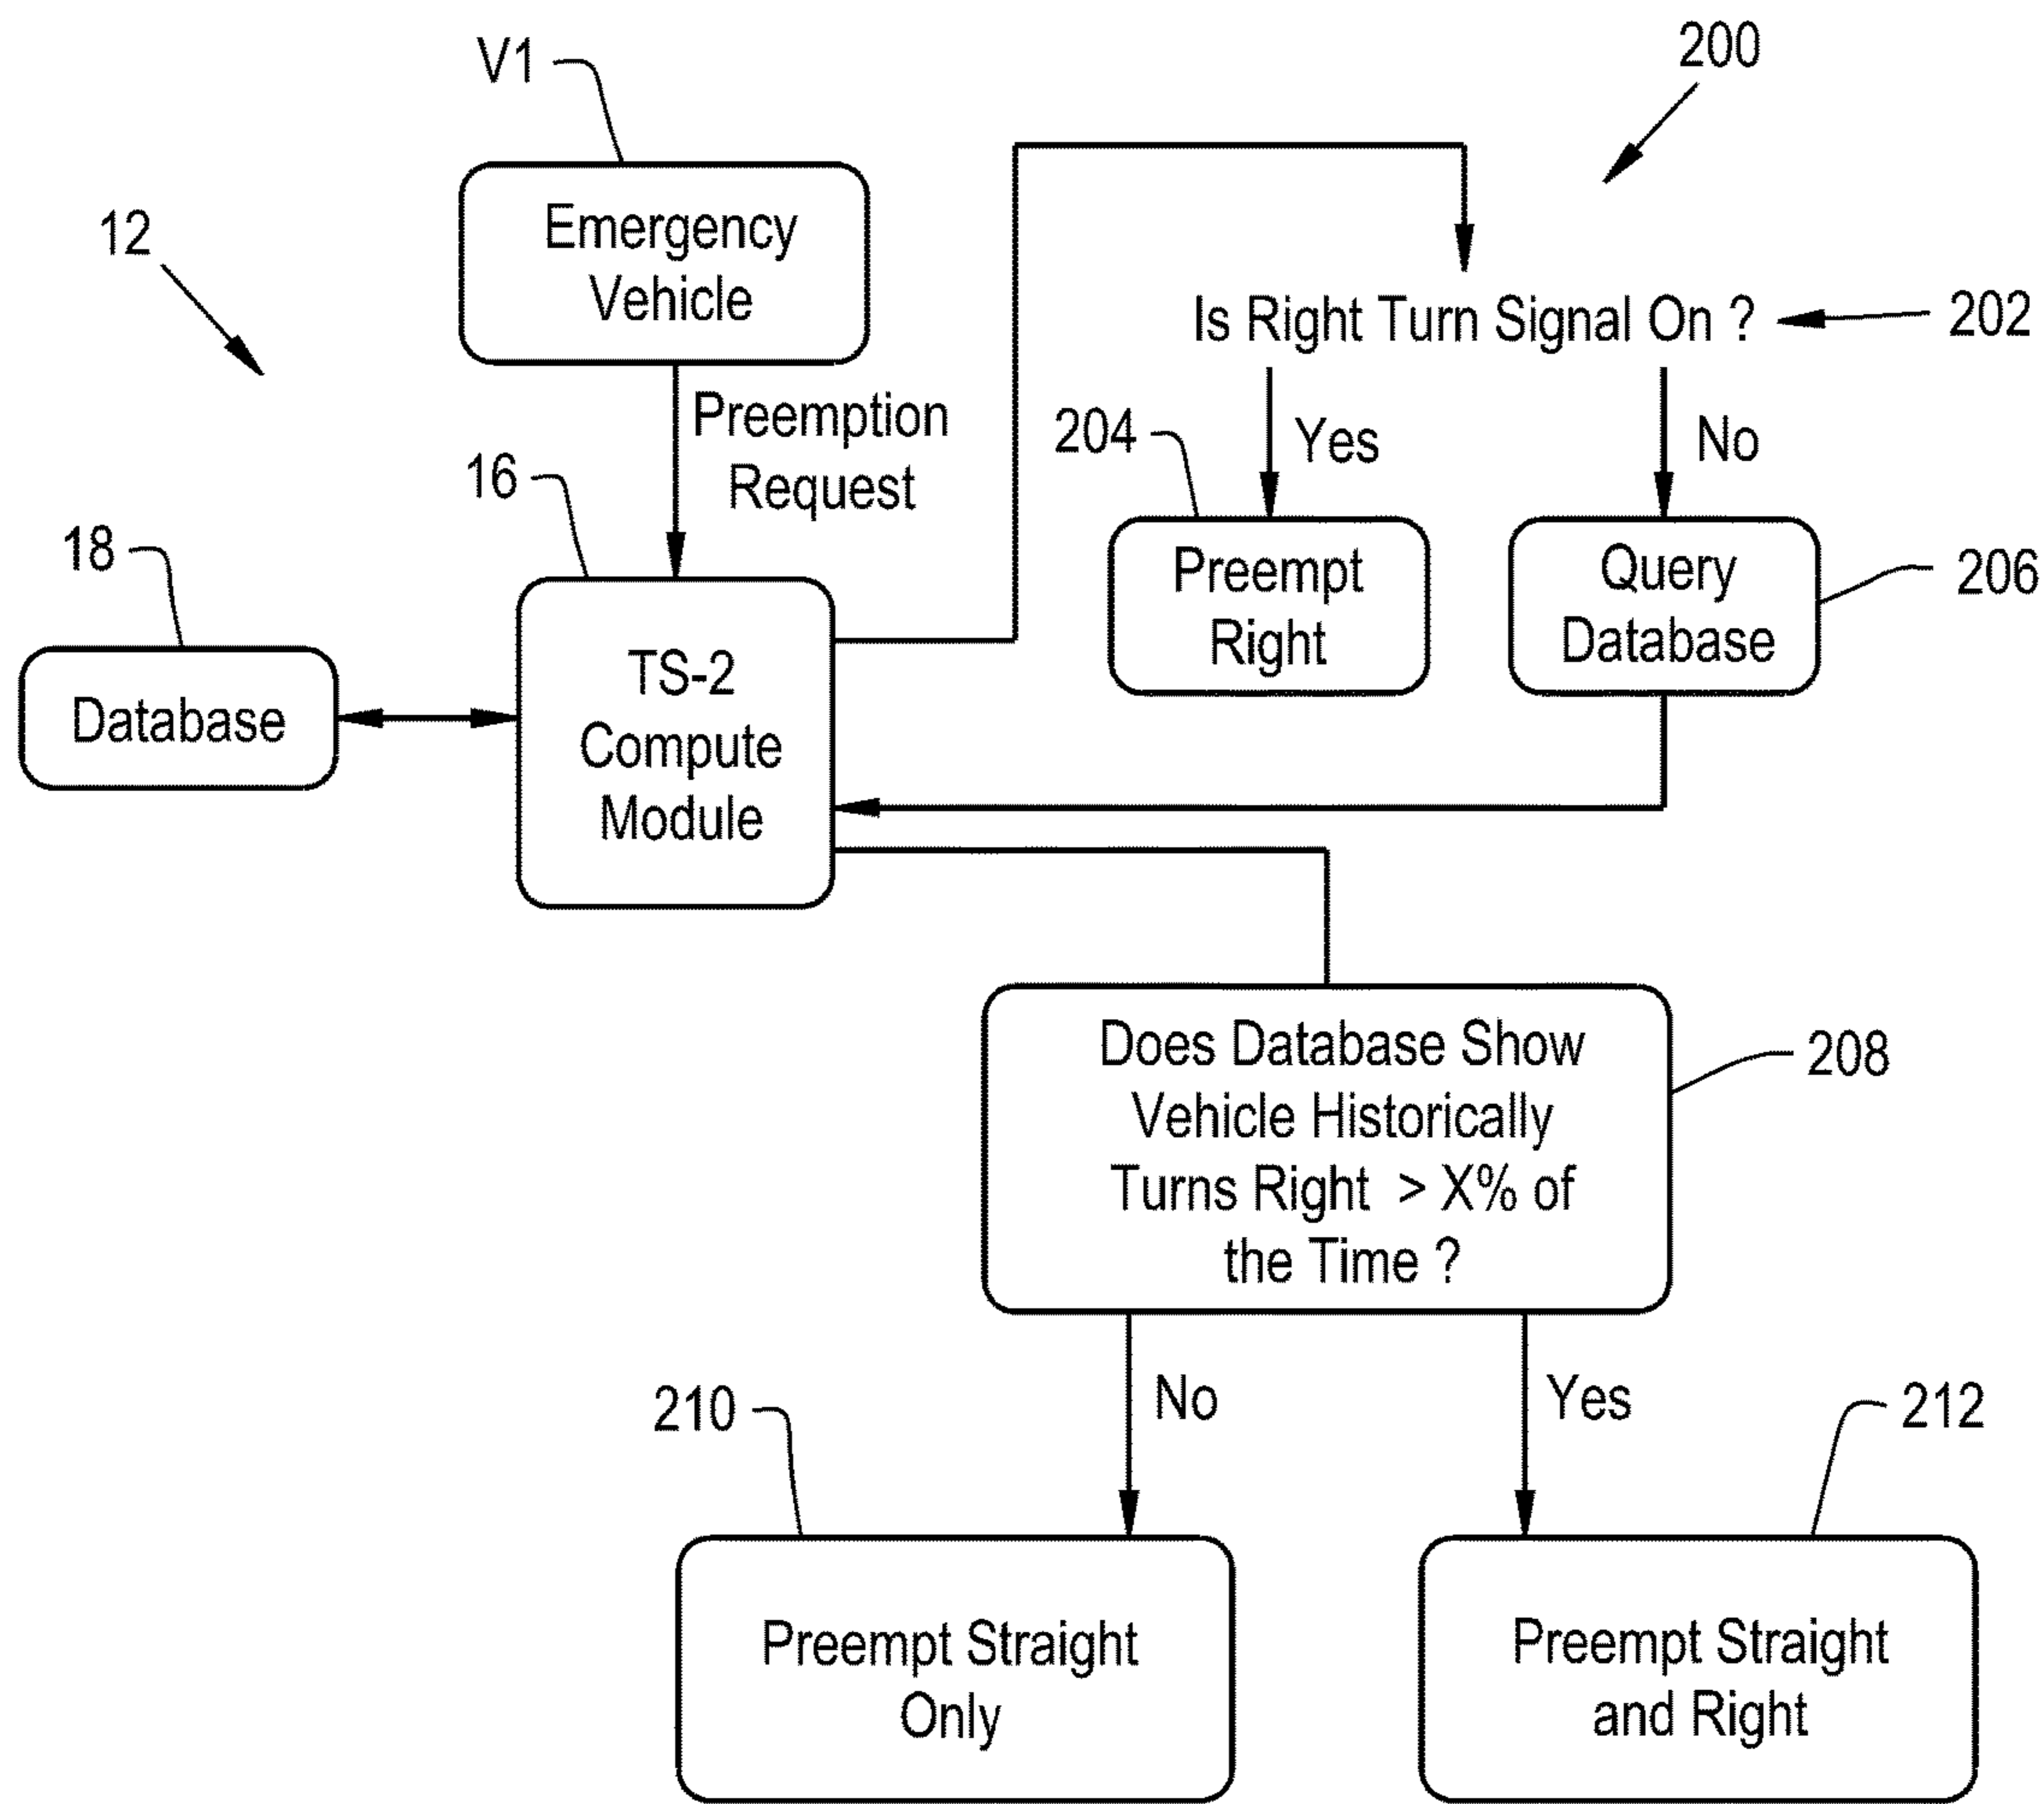 V1
200
12
Emergency
Vehicle
Is Right Turn Signal On ?
202
Preemption
Request
204
Yes
No
16
18
Preempt
Right
Query
Database
206
Database
TS-2
Compute
Module
Does Database Show
Vehicle Historically
Turns Right > X% of
the Time ?
208
210
No
Yes
212
Preempt Straight
Only
Preempt Straight
and Right